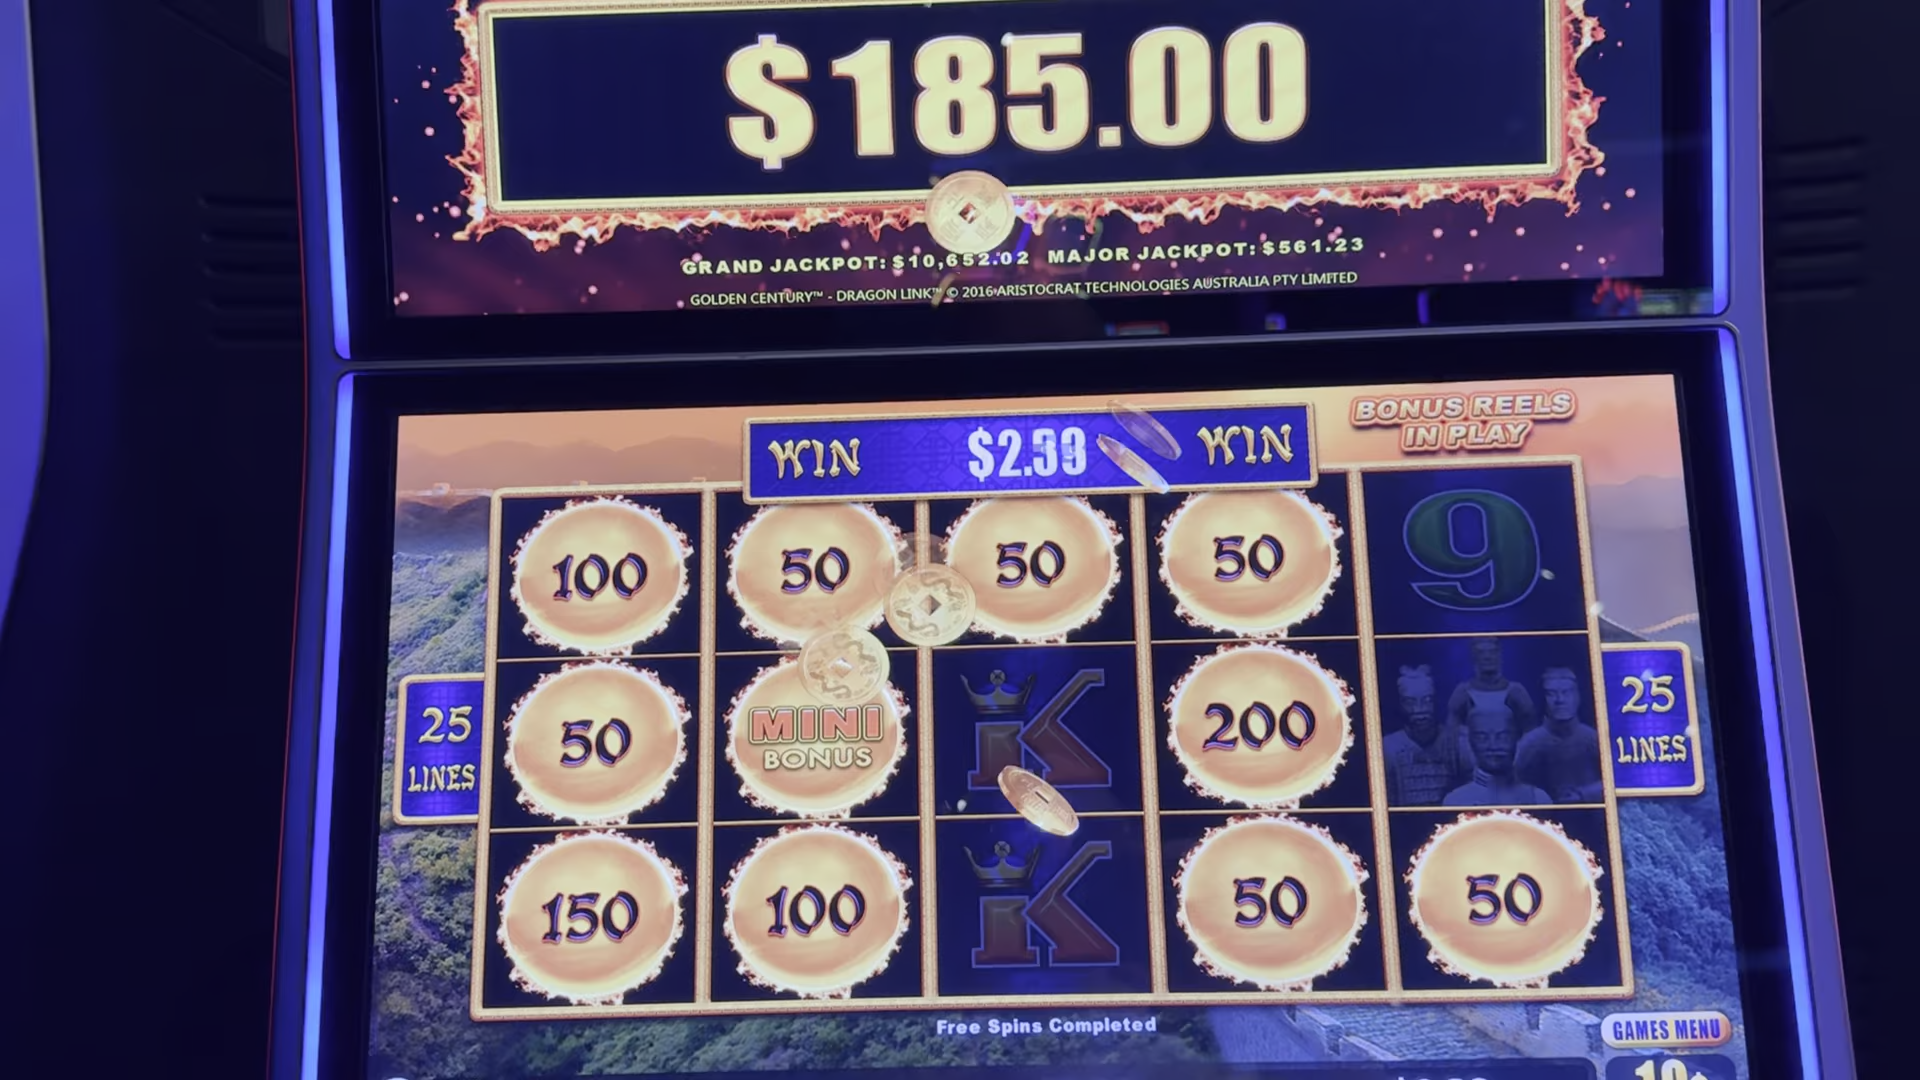 $185.00
GRAND JACKPOT: $10,652.02 MAJOR JACKPOT: $561.23
GOLDEN CENTURY™ - DRAGON LINK™ © 2016 ARISTOCRAT TECHNOLOGIES AUSTRALIA PTY LIMITED
BONUS REELS
IN PLAY
WIN $2.39 WIN
100 50 50 50 9
25
LINES
50 MINI
BONUS K 200
25
LINES
150 100 K 50 50
Free Spins Completed
GAMES MENU